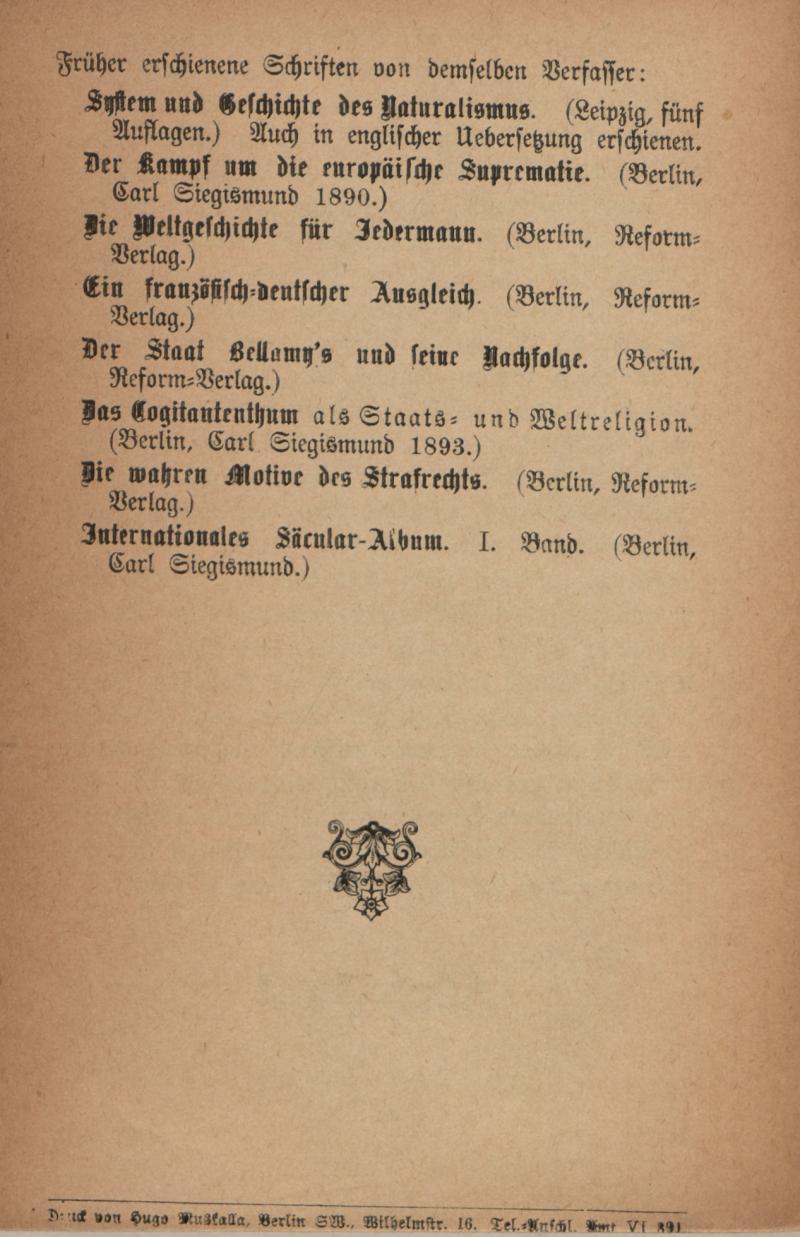 Früher erschienene Schriften von demselben Verfasser:
System und Geschichte des Naturalismus. (Leipzig, fünf
Auflagen.) Auch in englischer Uebersetzung erschienen.
Der Kampf um die europäische Suprematie. (Berlin,
Carl Siegismund 1890.)
Die Weltgeschichte für Jedermann. (Berlin, Reform-
Verlag.)
Ein französisch-deutscher Ausgleich. (Berlin, Reform-
Verlag.)
Der Staat Bellamy's und seine Nachfolge. (Berlin,
Reform-Verlag.)
Das Cogitantenthum als Staats- und Weltreligion.
(Berlin, Carl Siegismund 1893.)
Die wahren Motive des Strafrechts. (Berlin, Reform-
Verlag.)
Internationales Säcular-Album. I. Band. (Berlin,
Carl Siegismund.)
Druck von Hugo Muskalla, Berlin SW., Wilhelmstr. 16. Tel.-Anschl. Amt VI